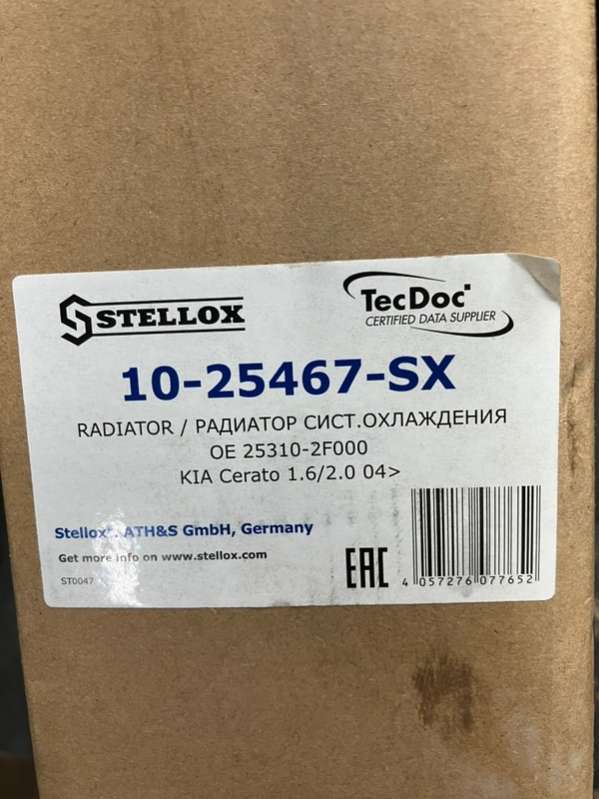 STELLOX
TecDoc
CERTIFIED DATA SUPPLIER
10-25467-SX
RADIATOR / РАДИАТОР СИСТ.ОХЛАЖДЕНИЯ
OE 25310-2F000
KIA Cerato 1.6/2.0 04>
Stellox®, ATH&S GmbH, Germany
Get more info on www.stellox.com
ST0047
EAC
4 057276 077652